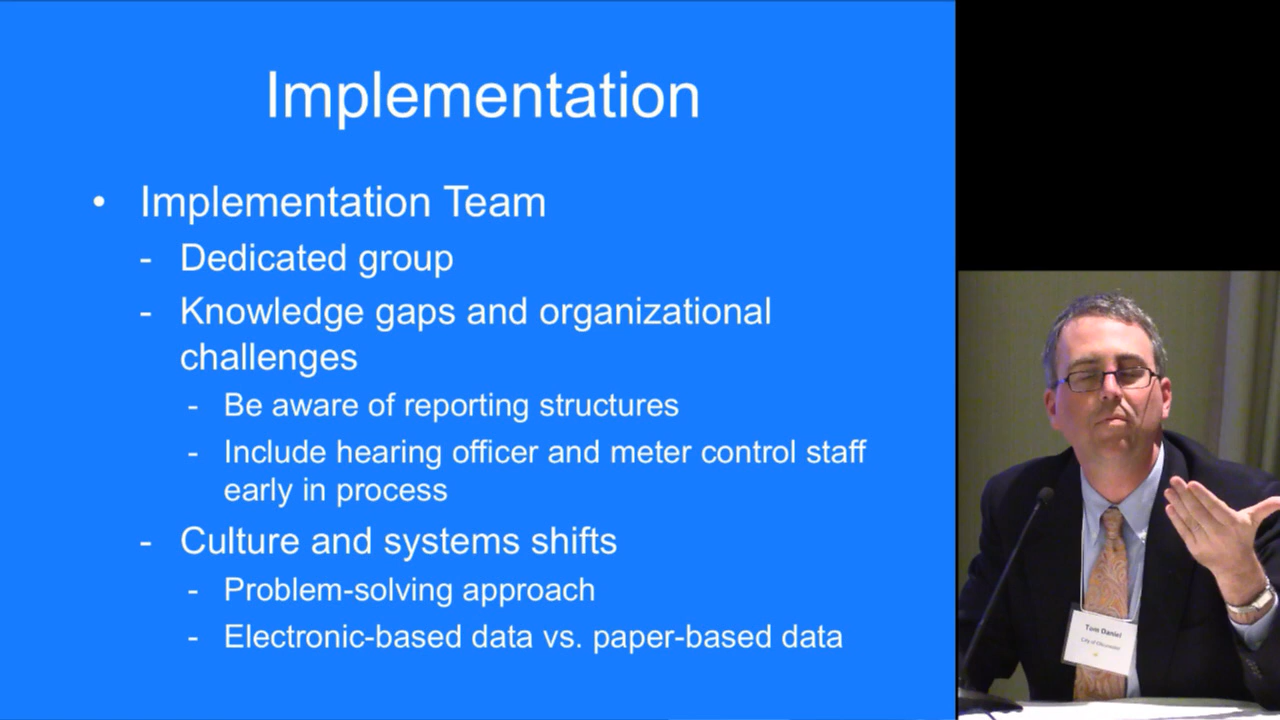 Implementation
• Implementation Team
- Dedicated group
- Knowledge gaps and organizational
challenges
- Be aware of reporting structures
- Include hearing officer and meter control staff
early in process
- Culture and systems shifts
- Problem-solving approach
- Electronic-based data vs. paper-based data
Tom Daniel
City of